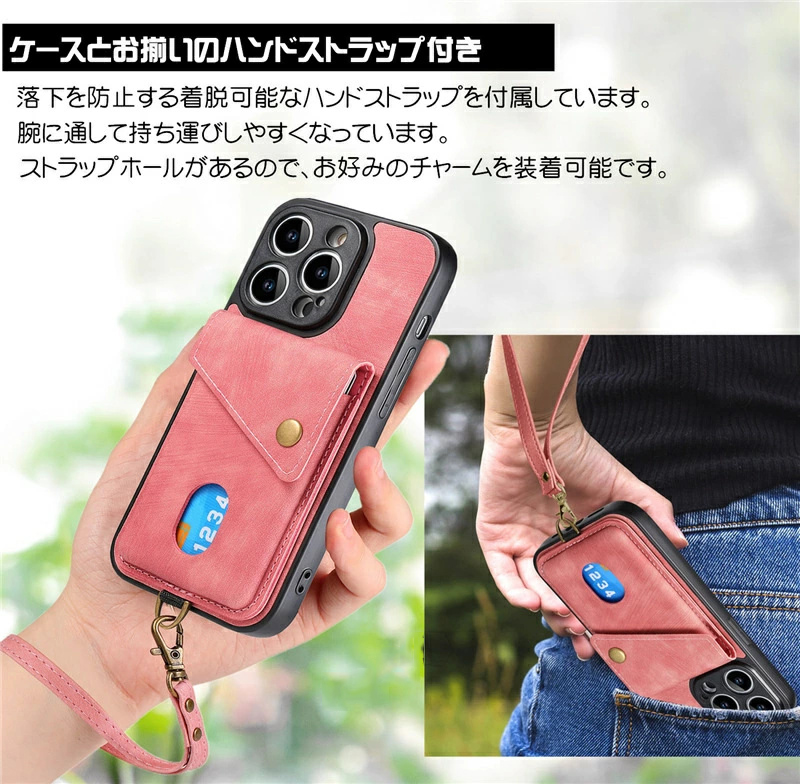 ケースとお揃いのハンドストラップ付き
落下を防止する着脱可能なハンドストラップを付属しています。
腕に通して持ち運びしやすくなっています。
ストラップホールがあるので、お好みのチャームを装着可能です。
1234
1234